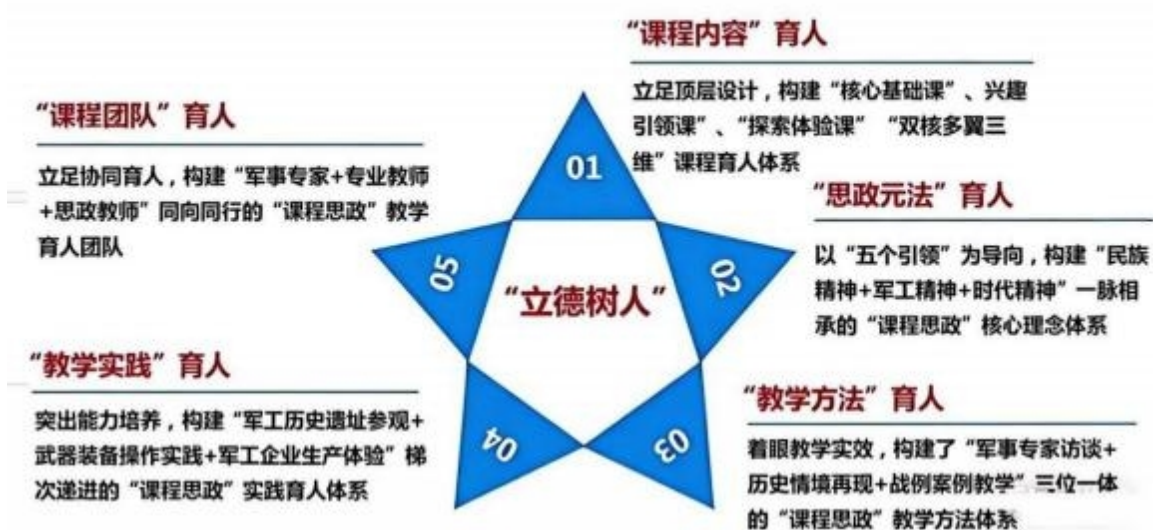 “课程内容”育人
立足顶层设计，构建“核心基础课”、兴趣
引领课”、“探索体验课” “双核多翼三
维”课程育人体系
01
“思政元法”育人
以“五个引领”为导向，构建“民族
精神+军工精神+时代精神”一脉相
承的“课程思政”核心理念体系
02
“教学方法”育人
着眼教学实效，构建了“军事专家访谈+
历史情境再现+战例案例教学”三位一体
的“课程思政”教学方法体系
03
“教学实践”育人
突出能力培养，构建“军工历史遗址参观+
武器装备操作实践+军工企业生产体验”梯
次递进的“课程思政”实践育人体系
04
“课程团队”育人
立足协同育人，构建“军事专家+专业教师
+思政教师”同向同行的“课程思政”教学
育人团队
05
“立德树人”